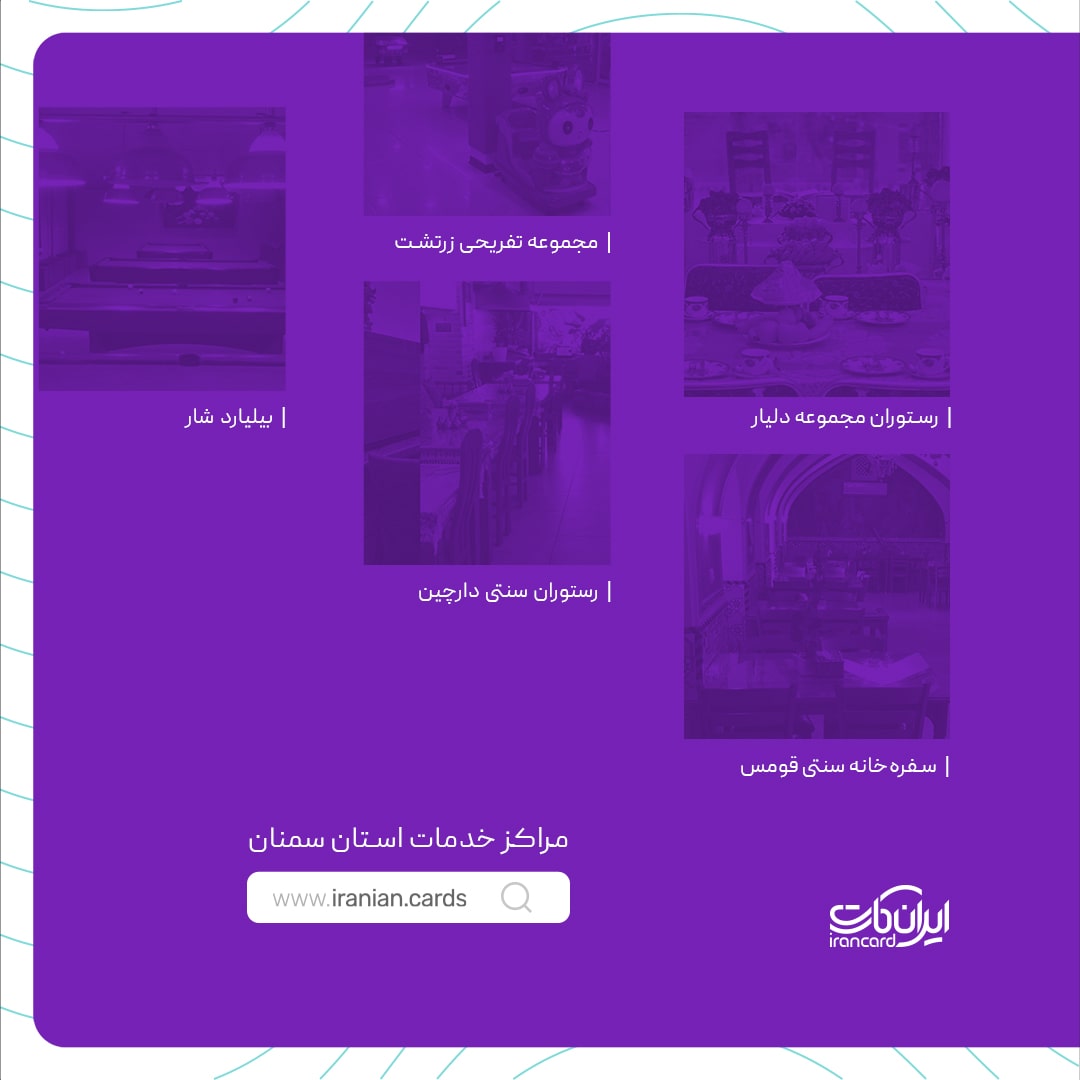 مجموعه تفریحی زرتشت
رستوران مجموعه دلیار
بیلیارد شار
رستوران سنتی دارچین
سفره خانه سنتی قومس
مراکز خدمات استان سمنان
www.iranian.cards
ایران کارت
irancard